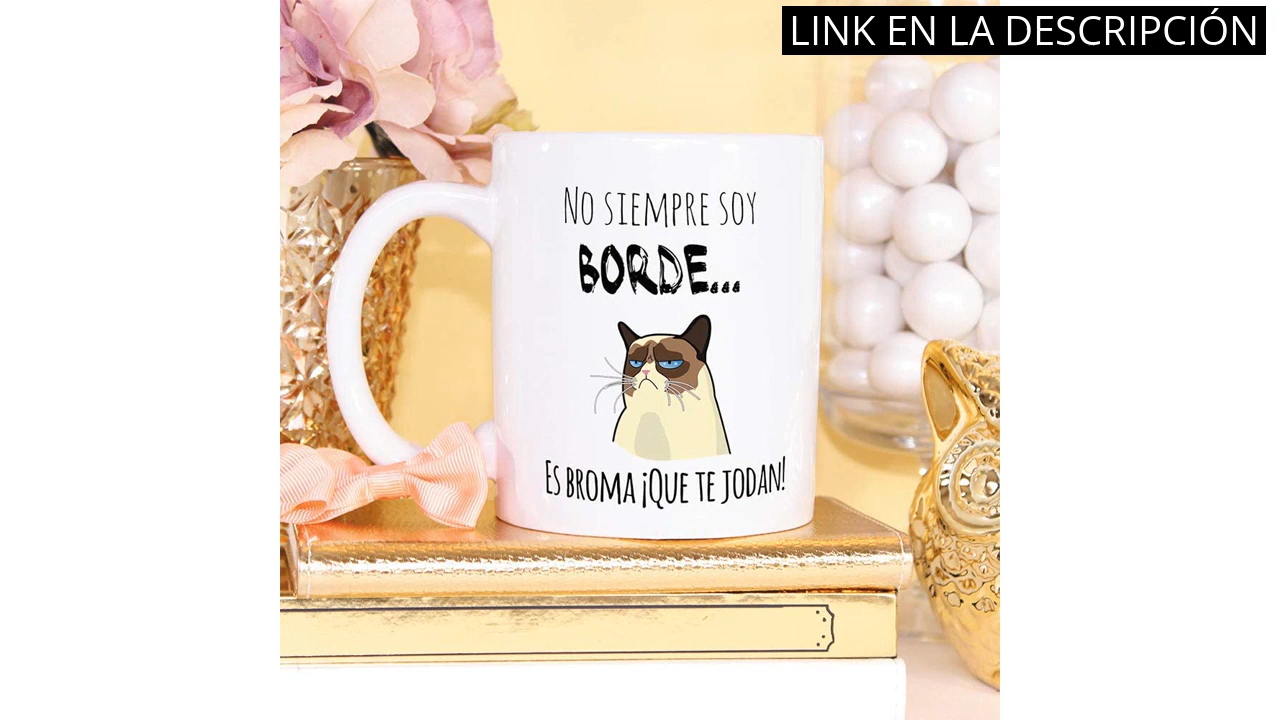 LINK EN LA DESCRIPCIÓN
No siempre soy
BORDE...
Es broma ¡Que te jodan!